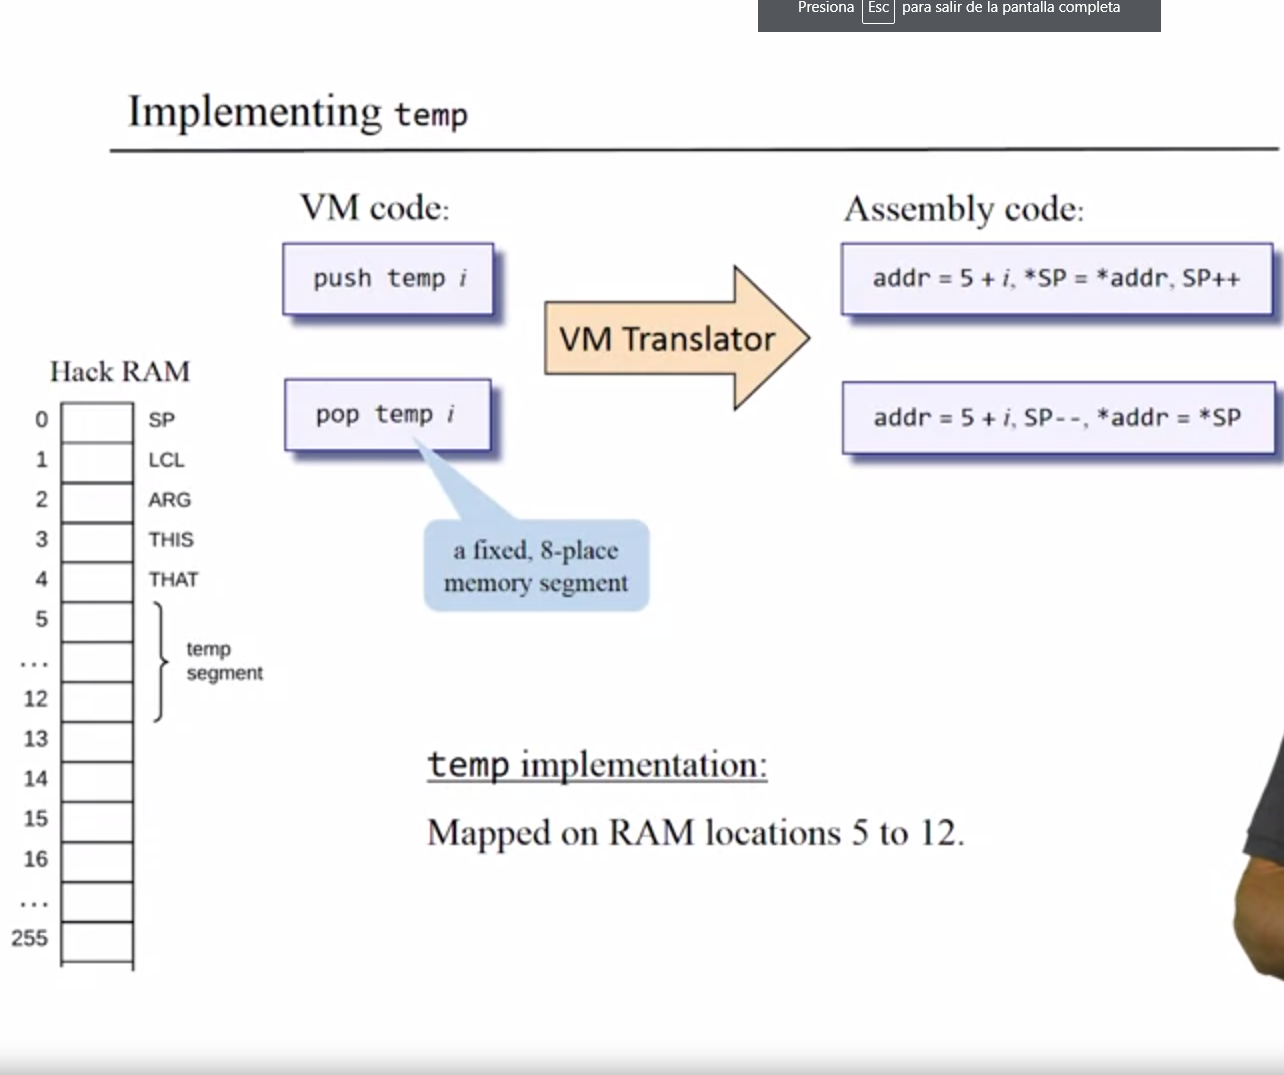 Presiona Esc para salir de la pantalla completa
Implementing temp
VM code:
Assembly code:
push temp i
addr = 5 + i, *SP = *addr, SP++
VM Translator
pop temp i
addr = 5 + i, SP--, *addr = *SP
a fixed, 8-place
memory segment
Hack RAM
0 SP
1 LCL
2 ARG
3 THIS
4 THAT
5
...
12
temp
segment
13
14
15
16
...
255
temp implementation:
Mapped on RAM locations 5 to 12.